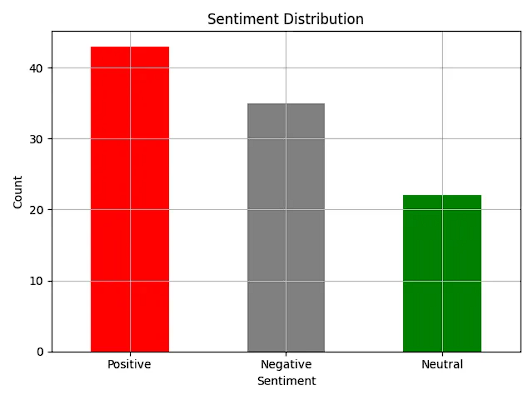 Sentiment Distribution
Count
40
30
20
10
0
Positive Negative Neutral
Sentiment